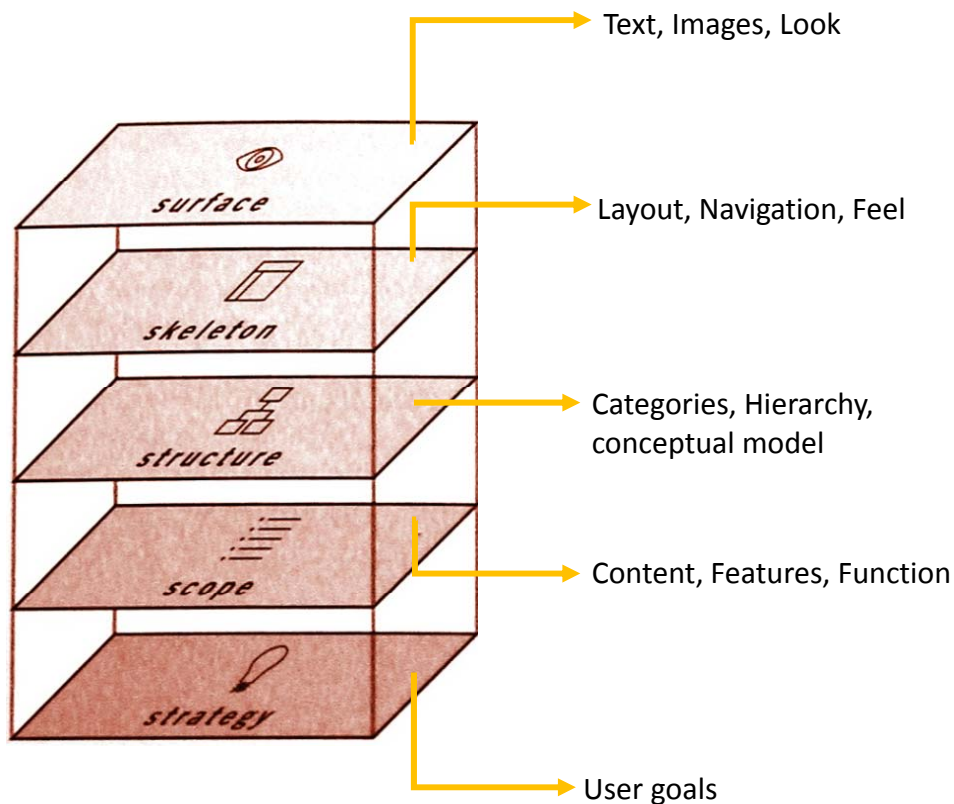 Text, Images, Look
surface
Layout, Navigation, Feel
skeleton
Categories, Hierarchy,
conceptual model
structure
Content, Features, Function
scope
strategy
User goals